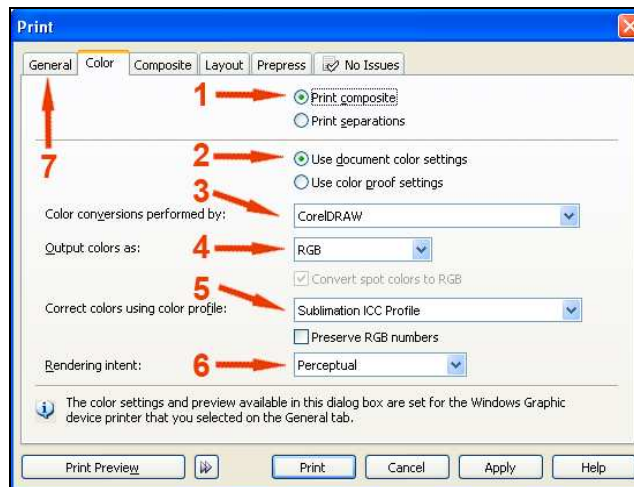 Print
General Color Composite Layout Prepress No Issues
1 Print composite
Print separations
7
2 Use document color settings
Use color proof settings
3
Color conversions performed by: CorelDRAW
Output colors as: 4 RGB
Convert spot colors to RGB
5
Correct colors using color profile: Sublimation ICC Profile
Preserve RGB numbers
Rendering intent: 6 Perceptual
The color settings and preview available in this dialog box are set for the Windows Graphic
device printer that you selected on the General tab.
Print Preview Print Cancel Apply Help